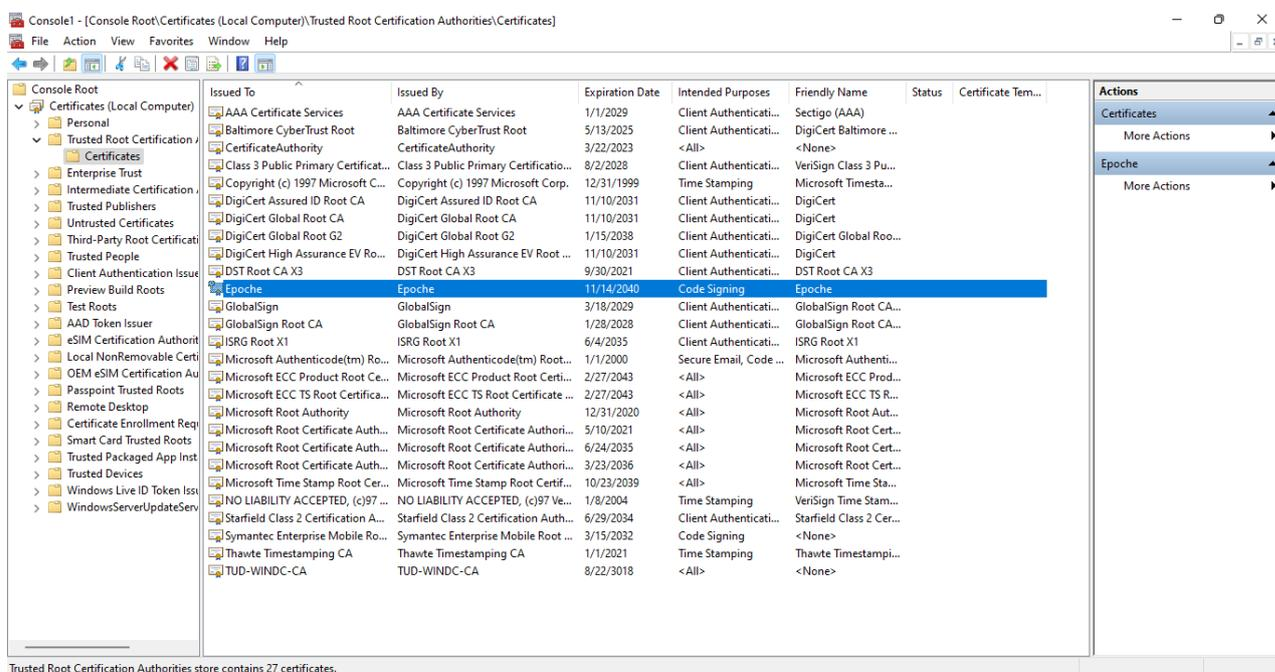 Console1 - [Console Root\Certificates (Local Computer)\Trusted Root Certification Authorities\Certificates]
File Action View Favorites Window Help
Console Root
Certificates (Local Computer)
Personal
Trusted Root Certification
Certificates
Enterprise Trust
Intermediate Certification
Trusted Publishers
Untrusted Certificates
Third-Party Root Certificati
Trusted People
Client Authentication Issue
Preview Build Roots
Test Roots
AAD Token Issuer
eSIM Certification Authorit
Local NonRemovable Certi
OEM eSIM Certification Au
Passpoint Trusted Roots
Remote Desktop
Certificate Enrollment Requ
Smart Card Trusted Roots
Trusted Packaged App Inst
Trusted Devices
Windows Live ID Token Issu
WindowsServerUpdateServ
Issued To Issued By Expiration Date Intended Purposes Friendly Name Status Certificate Tem...
AAA Certificate Services AAA Certificate Services 1/1/2029 Client Authenticati... Sectigo (AAA)
Baltimore CyberTrust Root Baltimore CyberTrust Root 5/13/2025 Client Authenticati... DigiCert Baltimore ...
CertificateAuthority CertificateAuthority 3/22/2023 <All> <None>
Class 3 Public Primary Certificat... Class 3 Public Primary Certificatio... 8/2/2028 Client Authenticati... VeriSign Class 3 Pu...
Copyright (c) 1997 Microsoft C... Copyright (c) 1997 Microsoft Corp. 12/31/1999 Time Stamping Microsoft Timesta...
DigiCert Assured ID Root CA DigiCert Assured ID Root CA 11/10/2031 Client Authenticati... DigiCert
DigiCert Global Root CA DigiCert Global Root CA 11/10/2031 Client Authenticati... DigiCert
DigiCert Global Root G2 DigiCert Global Root G2 1/15/2038 Client Authenticati... DigiCert Global Roo...
DigiCert High Assurance EV Ro... DigiCert High Assurance EV Root ... 11/10/2031 Client Authenticati... DigiCert
DST Root CA X3 DST Root CA X3 9/30/2021 Client Authenticati... DST Root CA X3
Epoche Epoche 11/14/2040 Code Signing Epoche
GlobalSign GlobalSign 3/18/2029 Client Authenticati... GlobalSign Root CA...
GlobalSign Root CA GlobalSign Root CA 1/28/2028 Client Authenticati... GlobalSign Root CA...
ISRG Root X1 ISRG Root X1 6/4/2035 Client Authenticati... ISRG Root X1
Microsoft Authenticode(tm) Ro... Microsoft Authenticode(tm) Root... 1/1/2000 Secure Email, Code ... Microsoft Authenti...
Microsoft ECC Product Root Ce... Microsoft ECC Product Root Certi... 2/27/2043 <All> Microsoft ECC Prod...
Microsoft ECC TS Root Certifica... Microsoft ECC TS Root Certificate ... 2/27/2043 <All> Microsoft ECC TS R...
Microsoft Root Authority Microsoft Root Authority 12/31/2020 <All> Microsoft Root Aut...
Microsoft Root Certificate Auth... Microsoft Root Certificate Authori... 5/10/2021 <All> Microsoft Root Cert...
Microsoft Root Certificate Auth... Microsoft Root Certificate Authori... 6/24/2035 <All> Microsoft Root Cert...
Microsoft Root Certificate Auth... Microsoft Root Certificate Authori... 3/23/2036 <All> Microsoft Root Cert...
Microsoft Time Stamp Root Cer... Microsoft Time Stamp Root Certif... 10/23/2039 <All> Microsoft Time Sta...
NO LIABILITY ACCEPTED, (c)97 ... NO LIABILITY ACCEPTED, (c)97 Ve... 1/8/2004 Time Stamping VeriSign Time Stam...
Starfield Class 2 Certification A... Starfield Class 2 Certification Auth... 6/29/2034 Client Authenticati... Starfield Class 2 Cer...
Symantec Enterprise Mobile Ro... Symantec Enterprise Mobile Root ... 3/15/2032 Code Signing <None>
Thawte Timestamping CA Thawte Timestamping CA 1/1/2021 Time Stamping Thawte Timestampi...
TUD-WINDC-CA TUD-WINDC-CA 8/22/3018 <All> <None>
Actions
Certificates
More Actions
Epoche
More Actions
Trusted Root Certification Authorities store contains 27 certificates.